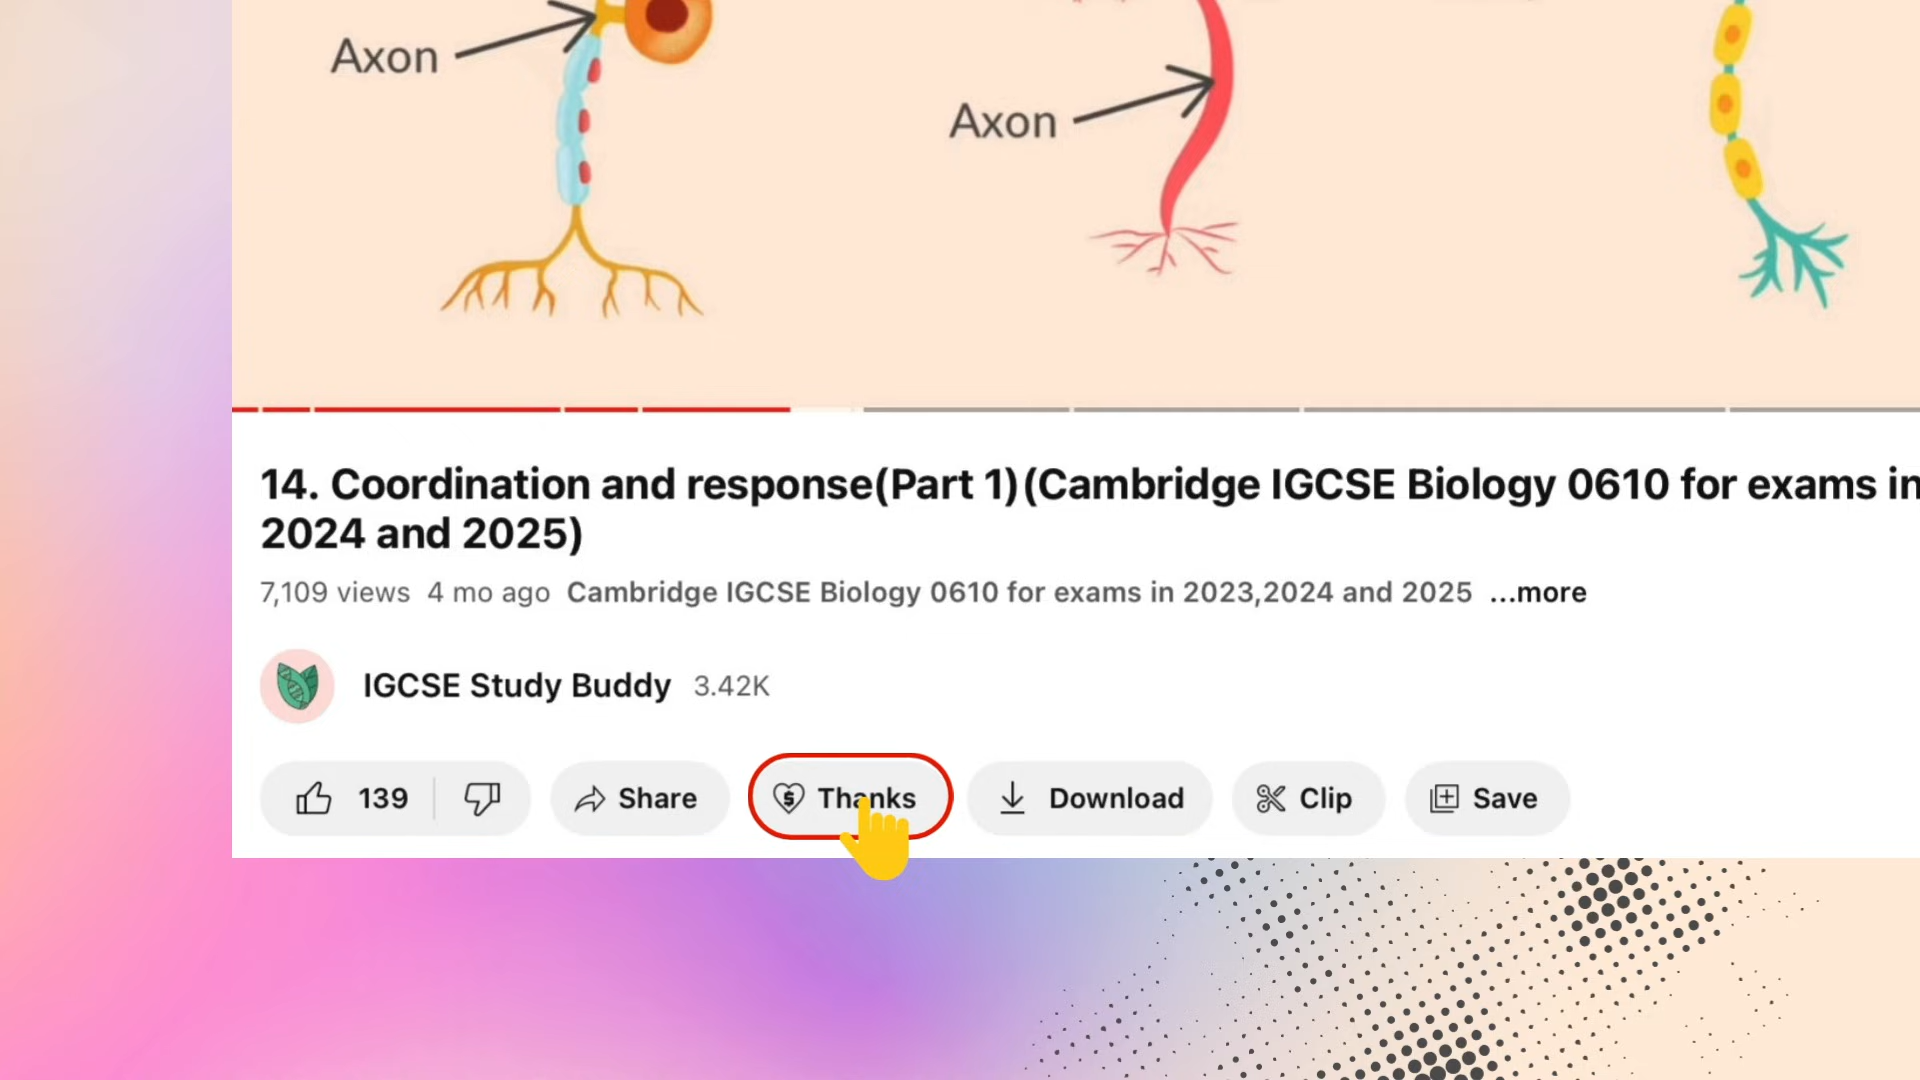 Axon
Axon
14. Coordination and response(Part 1)(Cambridge IGCSE Biology 0610 for exams in
2024 and 2025)
7,109 views 4 mo ago Cambridge IGCSE Biology 0610 for exams in 2023,2024 and 2025 ...more
IGCSE Study Buddy 3.42K
139 Share Thanks Download Clip Save